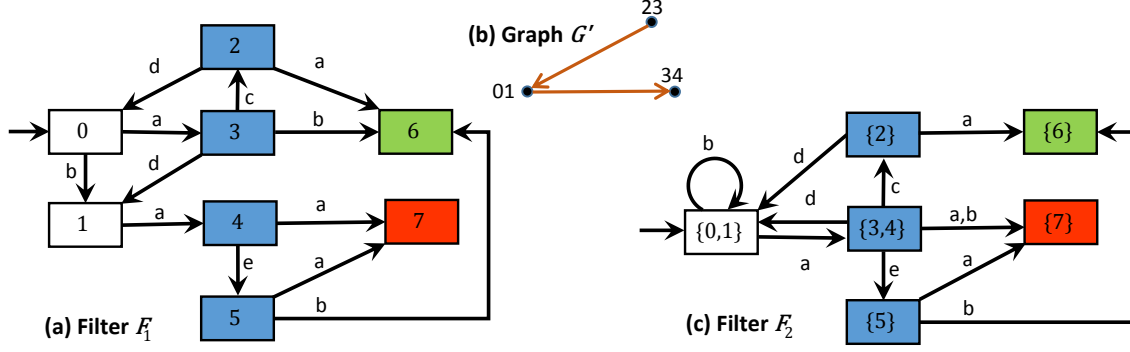 2
(b) Graph G'
23
01
34
d
a
c
0
a
3
b
6
b
d
1
a
4
a
7
e
a
5
b
(a) Filter F1
b
{2}
a
{6}
d
c
{0,1}
d
{3,4}
a,b
{7}
a
e
a
{5}
b
(c) Filter F2